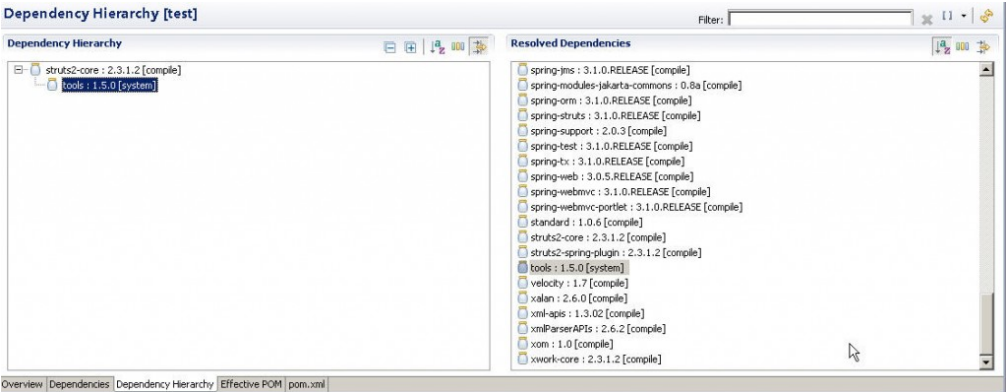 Dependency Hierarchy [test]
Filter:
Dependency Hierarchy
struts2-core : 2.3.1.2 [compile]
tools : 1.5.0 [system]
Resolved Dependencies
spring-jms : 3.1.0.RELEASE [compile]
spring-modules-jakarta-commons : 0.8a [compile]
spring-orm : 3.1.0.RELEASE [compile]
spring-struts : 3.1.0.RELEASE [compile]
spring-support : 2.0.3 [compile]
spring-test : 3.1.0.RELEASE [compile]
spring-tx : 3.1.0.RELEASE [compile]
spring-web : 3.0.5.RELEASE [compile]
spring-webmvc : 3.1.0.RELEASE [compile]
spring-webmvc-portlet : 3.1.0.RELEASE [compile]
standard : 1.0.6 [compile]
struts2-core : 2.3.1.2 [compile]
struts2-spring-plugin : 2.3.1.2 [compile]
tools : 1.5.0 [system]
velocity : 1.7 [compile]
xalan : 2.6.0 [compile]
xml-apis : 1.3.02 [compile]
xmlParserAPIs : 2.6.2 [compile]
xom : 1.0 [compile]
xwork-core : 2.3.1.2 [compile]
Overview Dependencies Dependency Hierarchy Effective POM pom.xml